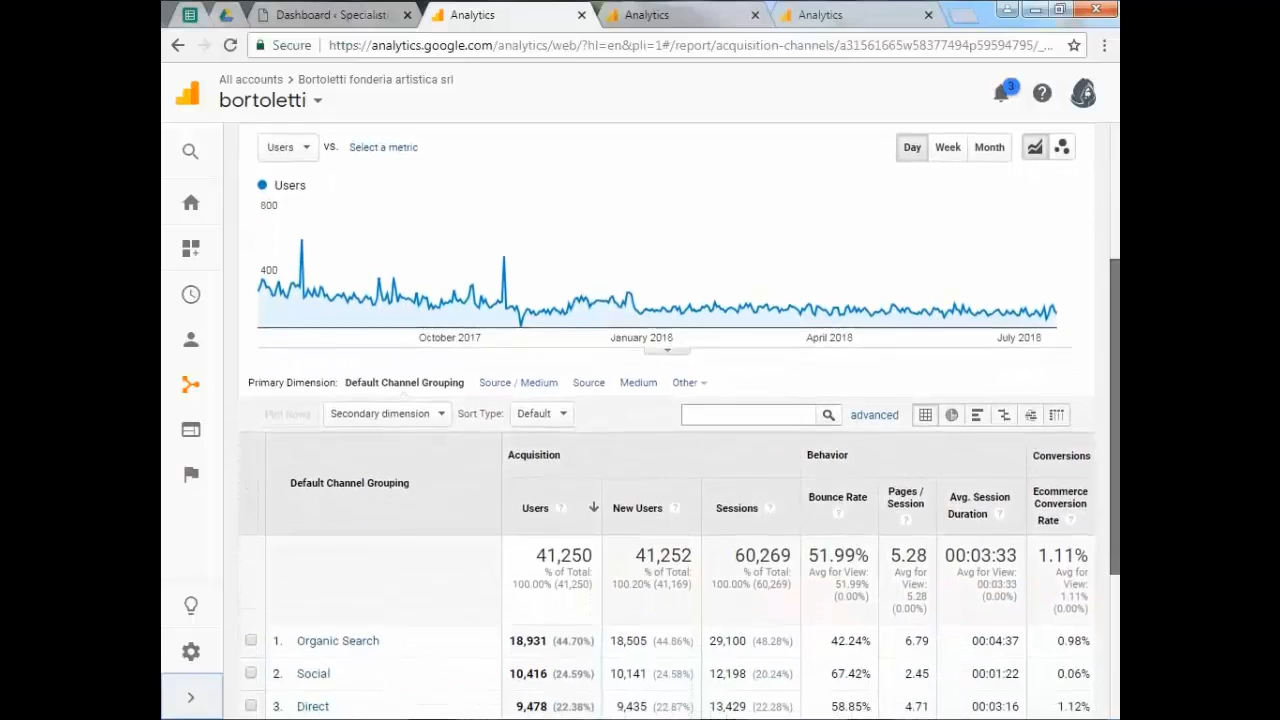 Dashboard ‹ Specialist
Analytics
Analytics
Analytics
Secure
https://analytics.google.com/analytics/web/?hl=en&pli=1#/report/acquisition-channels/a31561665w58377494p59594795/_...
All accounts > Bortoletti fonderia artistica srl
bortoletti
3
Users
VS.
Select a metric
Day
Week
Month
Users
800
400
October 2017
January 2018
April 2018
July 2018
Primary Dimension: Default Channel Grouping Source / Medium Source Medium Other
Plot Rows Secondary dimension Sort Type: Default advanced
Default Channel Grouping
Acquisition
Behavior
Conversions
Users ?
New Users ?
Sessions ?
Bounce Rate ?
Pages / Session ?
Avg. Session Duration ?
Ecommerce Conversion Rate ?
41,250
% of Total:
100.00% (41,250)
41,252
% of Total:
100.20% (41,169)
60,269
% of Total:
100.00% (60,269)
51.99%
Avg for View:
51.99%
(0.00%)
5.28
Avg for
View:
5.28
(0.00%)
00:03:33
Avg for View:
00:03:33
(0.00%)
1.11%
Avg for
View:
1.11%
(0.00%)
1. Organic Search 18,931 (44.70%) 18,505 (44.86%) 29,100 (48.28%) 42.24% 6.79 00:04:37 0.98%
2. Social 10,416 (24.59%) 10,141 (24.58%) 12,198 (20.24%) 67.42% 2.45 00:01:22 0.06%
3. Direct 9,478 (22.38%) 9,435 (22.87%) 13,429 (22.28%) 58.85% 4.71 00:03:16 1.12%